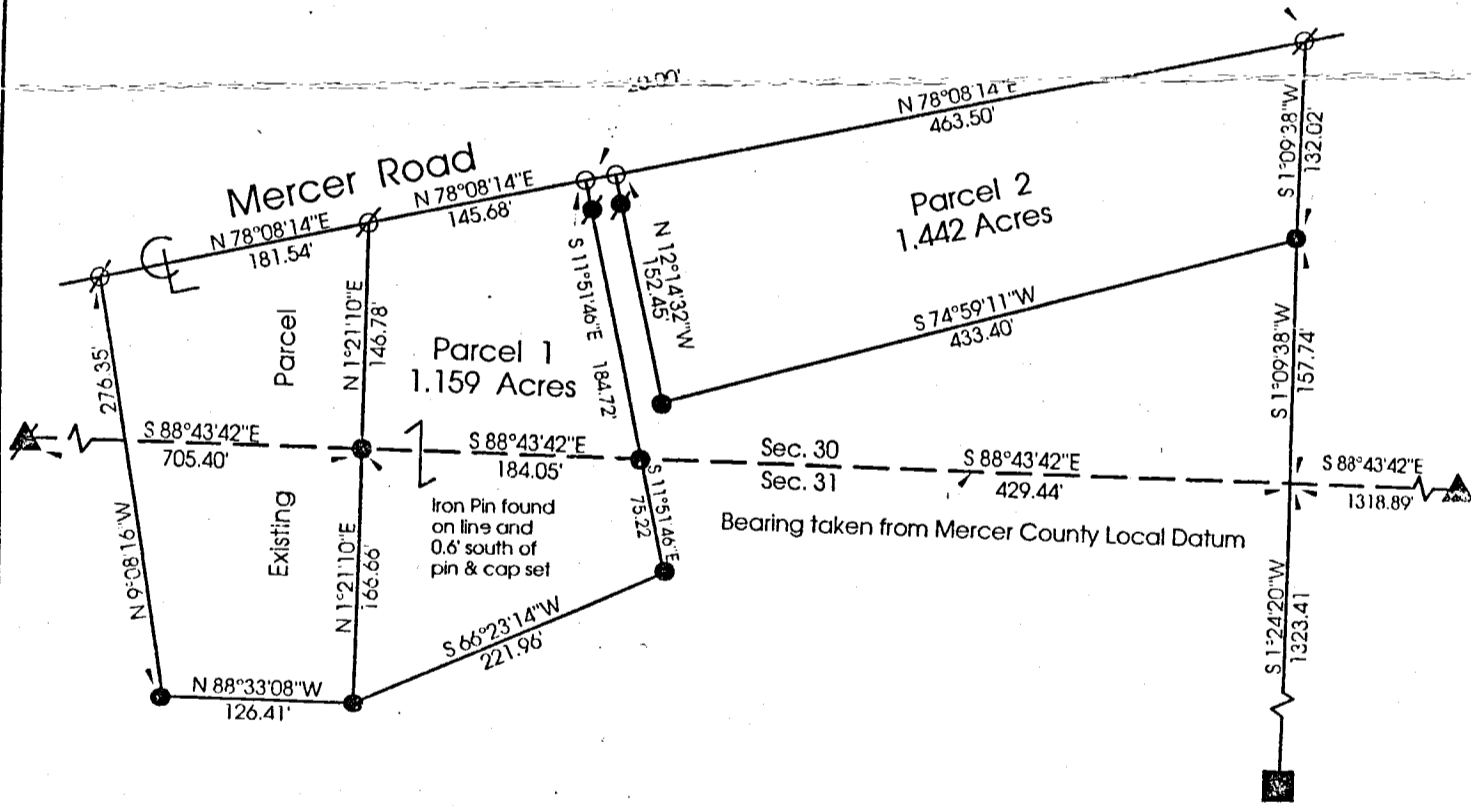 20.00'
N 78°08'14"E
463.50'
S 1°09'38"W
132.02'
Mercer Road
N 78°08'14"E
145.68'
N 78°08'14"E
181.54'
℄
Parcel 2
1.442 Acres
S 11°51'46"E 184.72'
N 12°14'32"W
152.45'
S 74°59'11"W
433.40'
S 1°09'38"W
157.74'
276.35'
Parcel
N 1°21'10"E
146.78'
Parcel 1
1.159 Acres
S 88°43'42"E
705.40'
S 88°43'42"E
184.05'
Sec. 30
Sec. 31
S 88°43'42"E
429.44'
S 88°43'42"E
1318.89'
N 9°08'16"W
Existing
N 1°21'10"E
166.66'
Iron Pin found
on line and
0.6' south of
pin & cap set
S 11°51'46"E
75.22
Bearing taken from Mercer County Local Datum
S 66°23'14"W
221.96'
S 1°24'20"W
1323.41
N 88°33'08"W
126.41'